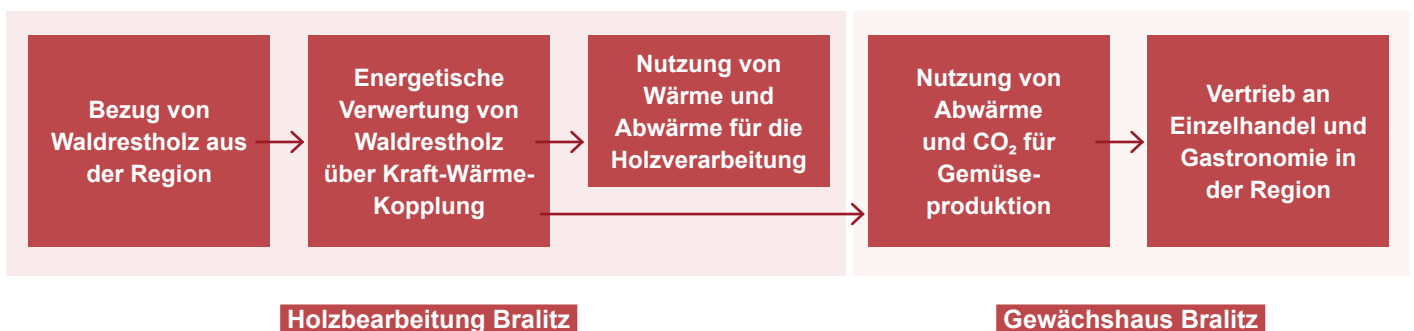 Bezug von
Waldrestholz aus
der Region
Energetische
Verwertung von
Waldrestholz
über Kraft-Wärme-
Kopplung
Nutzung von
Wärme und
Abwärme für die
Holzverarbeitung
Nutzung von
Abwärme
und CO₂ für
Gemüse-
produktion
Vertrieb an
Einzelhandel und
Gastronomie in
der Region
Holzbearbeitung Bralitz
Gewächshaus Bralitz